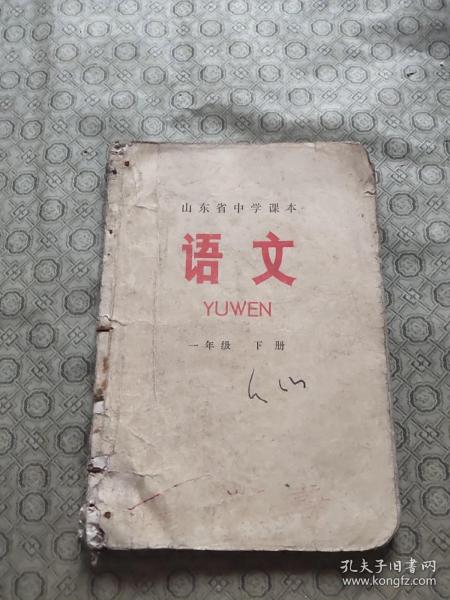 山东省中学课本
语文
YUWEN
一年级 下册
孔夫子旧书网
www.kongfz.com